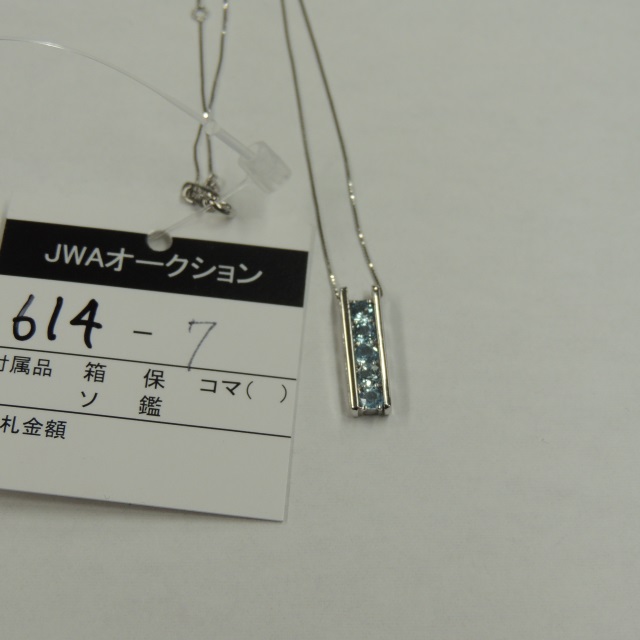 JWAオークション
614 - 7
付属品 箱 保 コマ( )
ソ 鑑
札金額